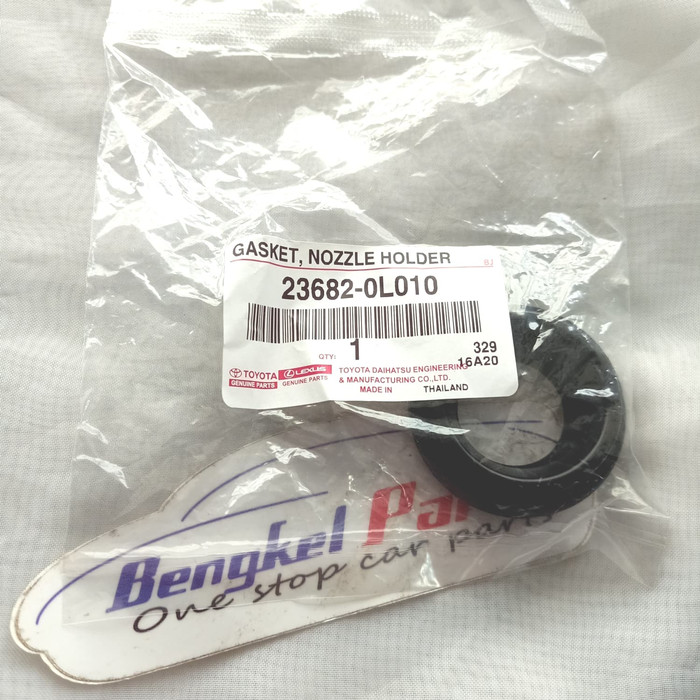 GASKET, NOZZLE HOLDER
23682-0L010
QTY: 1
329
16A20
TOYOTA
GENUINE PARTS
LEXUS
GENUINE PARTS
TOYOTA DAIHATSU ENGINEERING
& MANUFACTURING CO.,LTD.
MADE IN THAILAND
Bengkel
One stop car parts